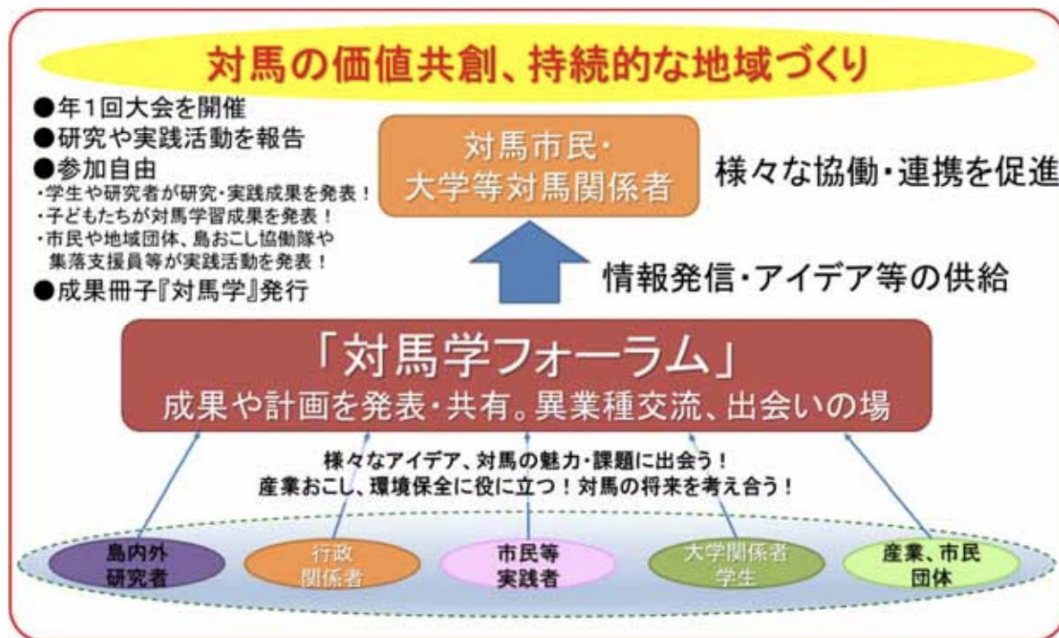 対馬の価値共創、持続的な地域づくり
●年1回大会を開催
●研究や実践活動を報告
●参加自由
・学生や研究者が研究・実践成果を発表！
・子どもたちが対馬学習成果を発表！
・市民や地域団体、島おこし協働隊や
集落支援員等が実践活動を発表！
●成果冊子『対馬学』発行
対馬市民・
大学等対馬関係者
様々な協働・連携を促進
情報発信・アイデア等の供給
「対馬学フォーラム」
成果や計画を発表・共有。異業種交流、出会いの場
様々なアイデア、対馬の魅力・課題に出会う！
産業おこし、環境保全に役に立つ！対馬の将来を考え合う！
島内外
研究者
行政
関係者
市民等
実践者
大学関係者
学生
産業、市民
団体